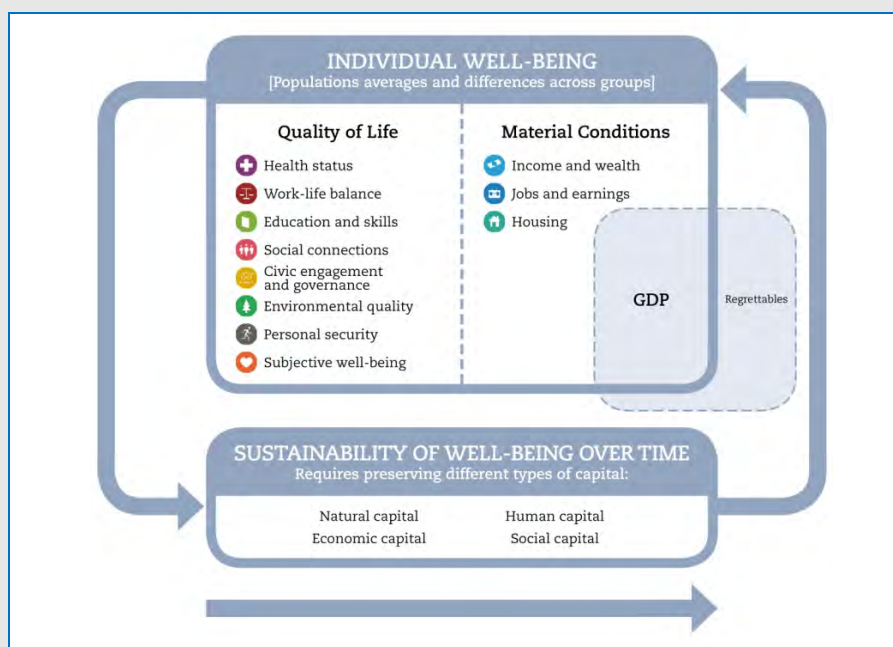 INDIVIDUAL WELL-BEING
[Populations averages and differences across groups]
Quality of Life
Health status
Work-life balance
Education and skills
Social connections
Civic engagement
and governance
Environmental quality
Personal security
Subjective well-being
Material Conditions
Income and wealth
Jobs and earnings
Housing
GDP
Regrettables
SUSTAINABILITY OF WELL-BEING OVER TIME
Requires preserving different types of capital:
Natural capital
Human capital
Economic capital
Social capital